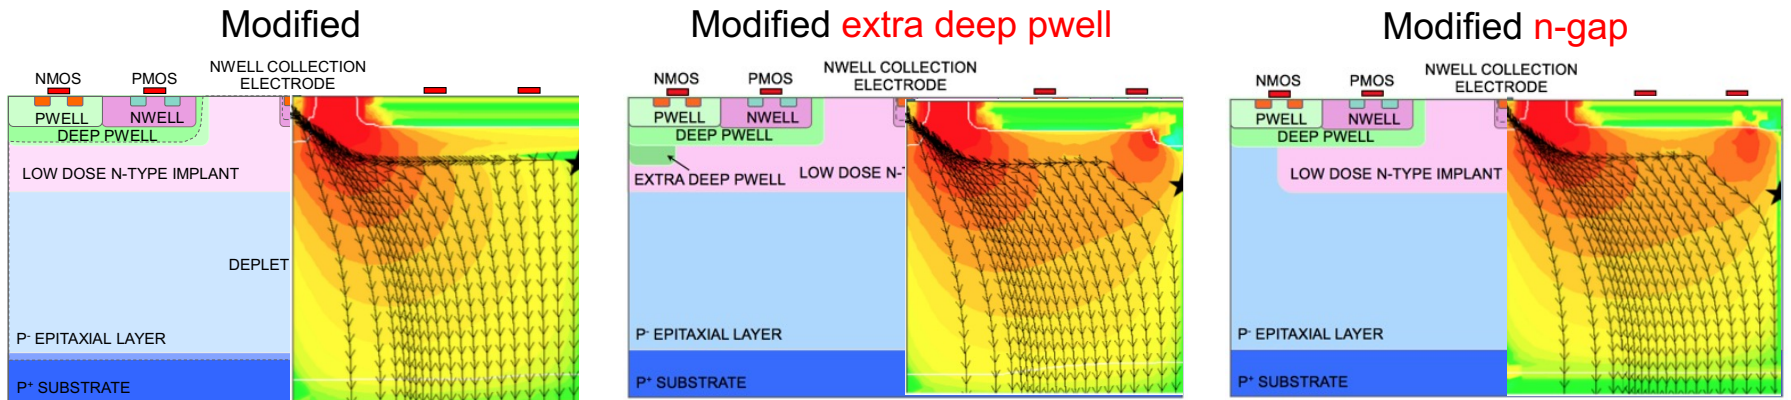 Modified
NMOS
PMOS
NWELL COLLECTION
ELECTRODE
PWELL
NWELL
DEEP PWELL
LOW DOSE N-TYPE IMPLANT
DEPLET
P- EPITAXIAL LAYER
P+ SUBSTRATE
Modified extra deep pwell
NMOS
PMOS
NWELL COLLECTION
ELECTRODE
PWELL
NWELL
DEEP PWELL
EXTRA DEEP PWELL
LOW DOSE N-T
P- EPITAXIAL LAYER
P+ SUBSTRATE
Modified n-gap
NMOS
PMOS
NWELL COLLECTION
ELECTRODE
PWELL
NWELL
DEEP PWELL
LOW DOSE N-TYPE IMPLANT
P- EPITAXIAL LAYER
P+ SUBSTRATE